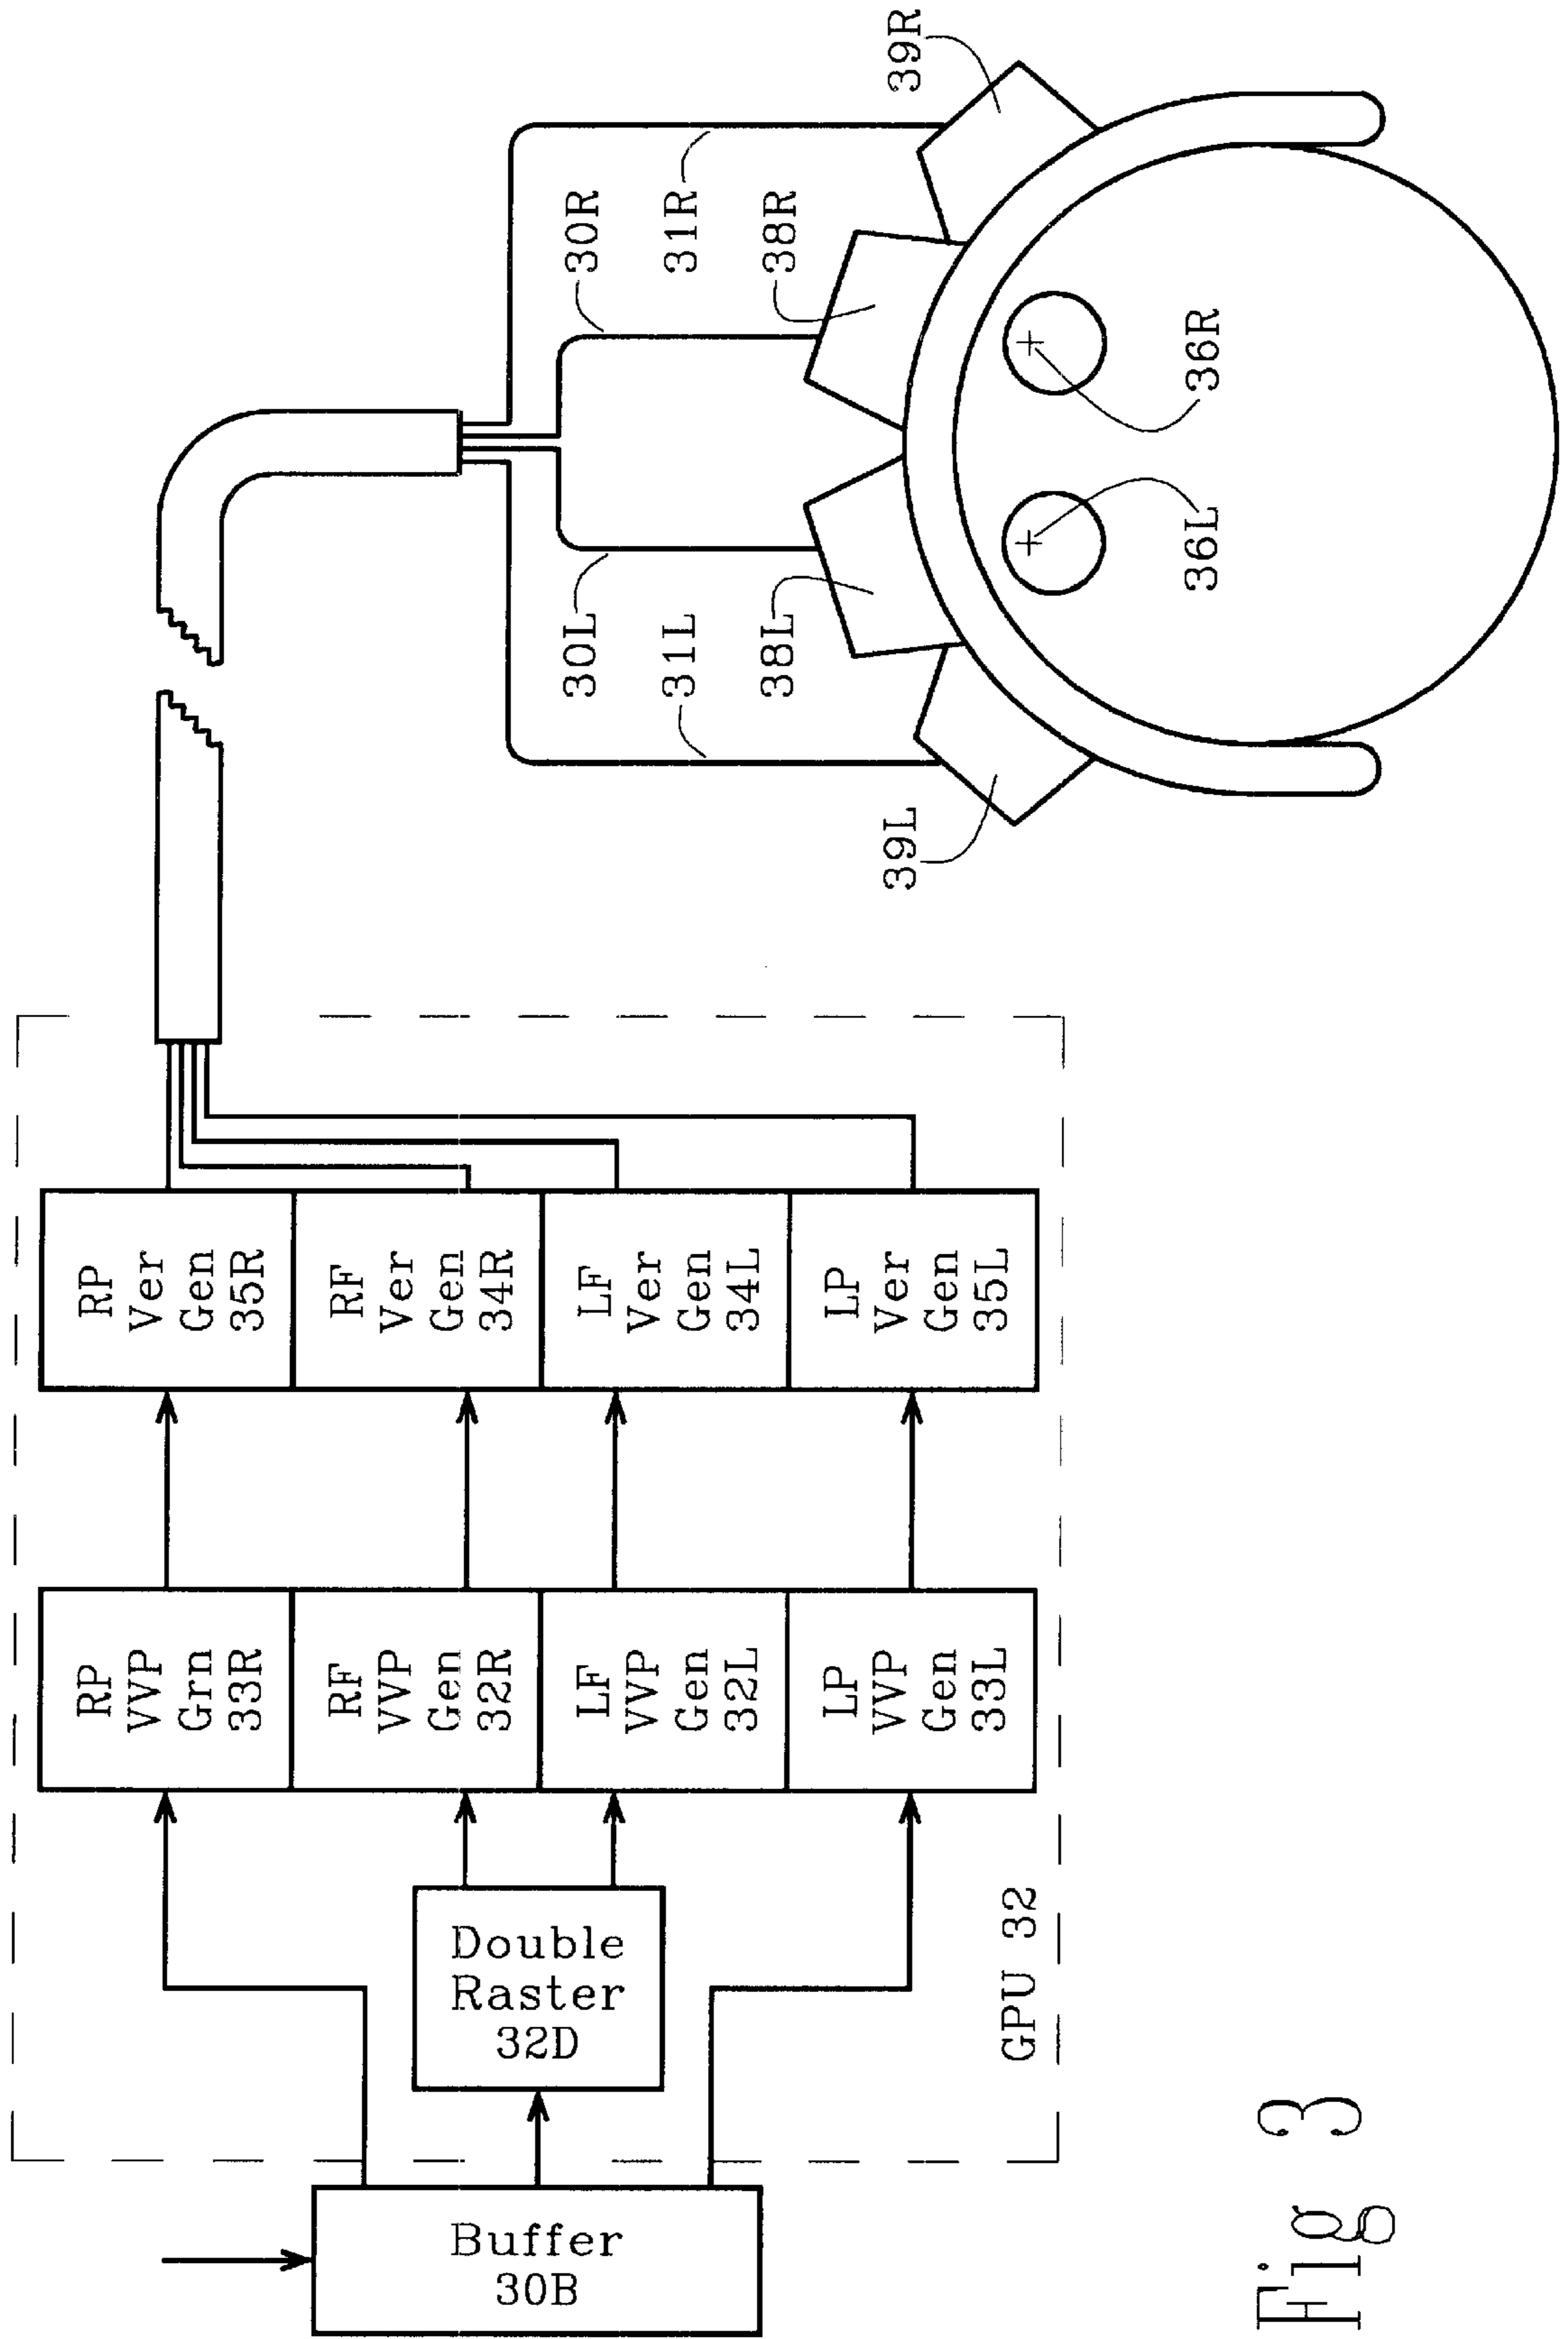 Buffer
30B
Double
Raster
32D
GPU 32
RP
VVP
Grn
33R
RF
VVP
Gen
32R
LF
VVP
Gen
32L
LP
VVP
Gen
33L
RP
Ver
Gen
35R
RF
Ver
Gen
34R
LF
Ver
Gen
34L
LP
Ver
Gen
35L
30L
31L
38L
39L
30R
31R
38R
39R
36L
36R
Fig 3